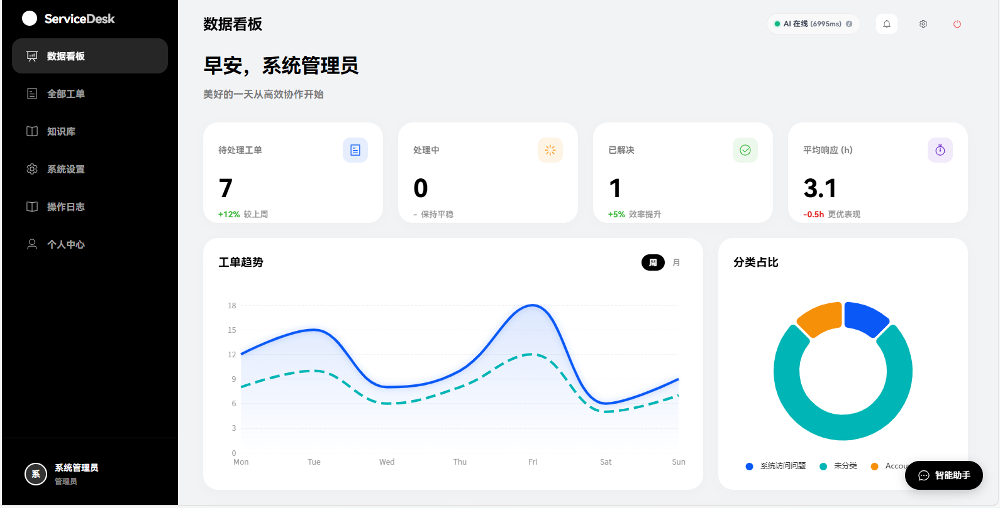 ServiceDesk
数据看板
全部工单
知识库
系统设置
操作日志
个人中心
系
系统管理员
管理员
数据看板
AI 在线 (6995ms)
早安，系统管理员
美好的一天从高效协作开始
待处理工单
7
+12% 较上周
处理中
0
- 保持平稳
已解决
1
+5% 效率提升
平均响应 (h)
3.1
-0.5h 更优表现
工单趋势
周 月
18
15
12
9
6
3
0
Mon Tue Wed Thu Fri Sat Sun
分类占比
系统访问问题 未分类
智能助手